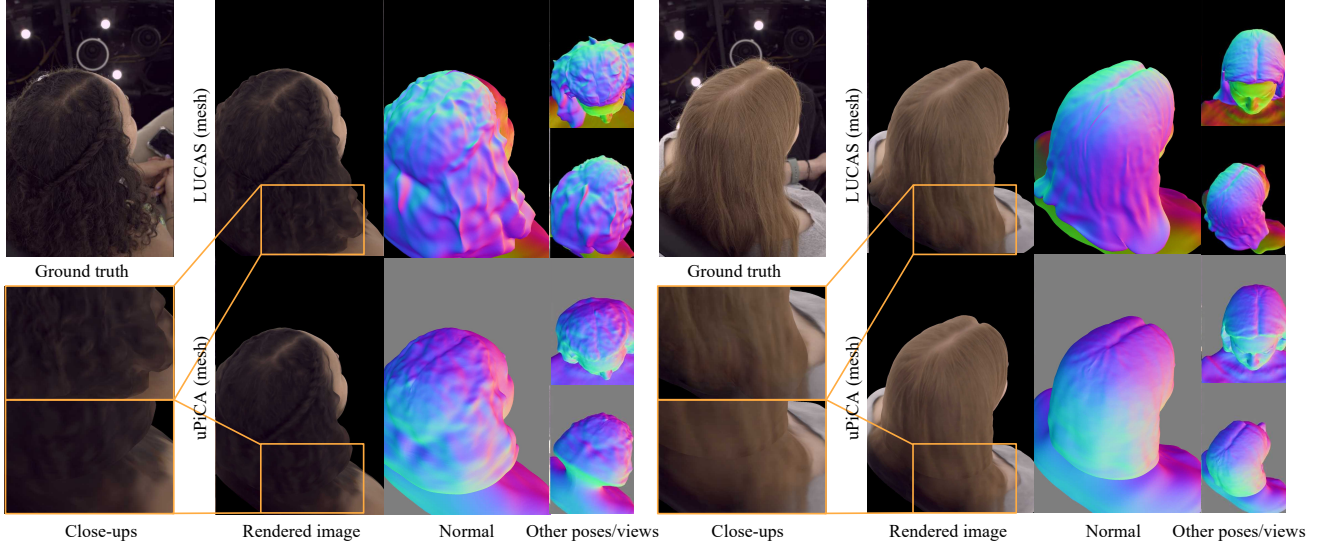 LUCAS (mesh)
LUCAS (mesh)
Ground truth
Ground truth
uPiCA (mesh)
uPiCA (mesh)
Close-ups
Rendered image
Normal
Other poses/views
Close-ups
Rendered image
Normal
Other poses/views